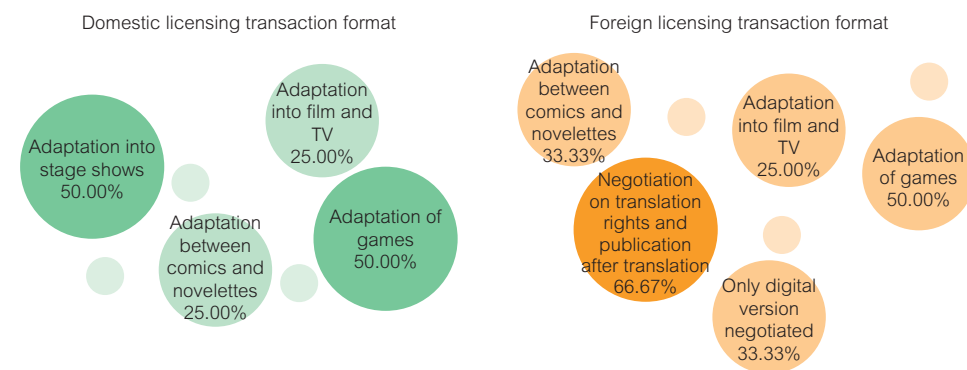 Domestic licensing transaction format
Adaptation into
stage shows
50.00%
Adaptation
into film and
TV
25.00%
Adaptation
between
comics and
novelettes
25.00%
Adaptation of
games
50.00%
Foreign licensing transaction format
Adaptation
between
comics and
novelettes
33.33%
Negotiation
on translation
rights and
publication
after translation
66.67%
Adaptation
into film and
TV
25.00%
Adaptation
of games
50.00%
Only digital
version
negotiated
33.33%